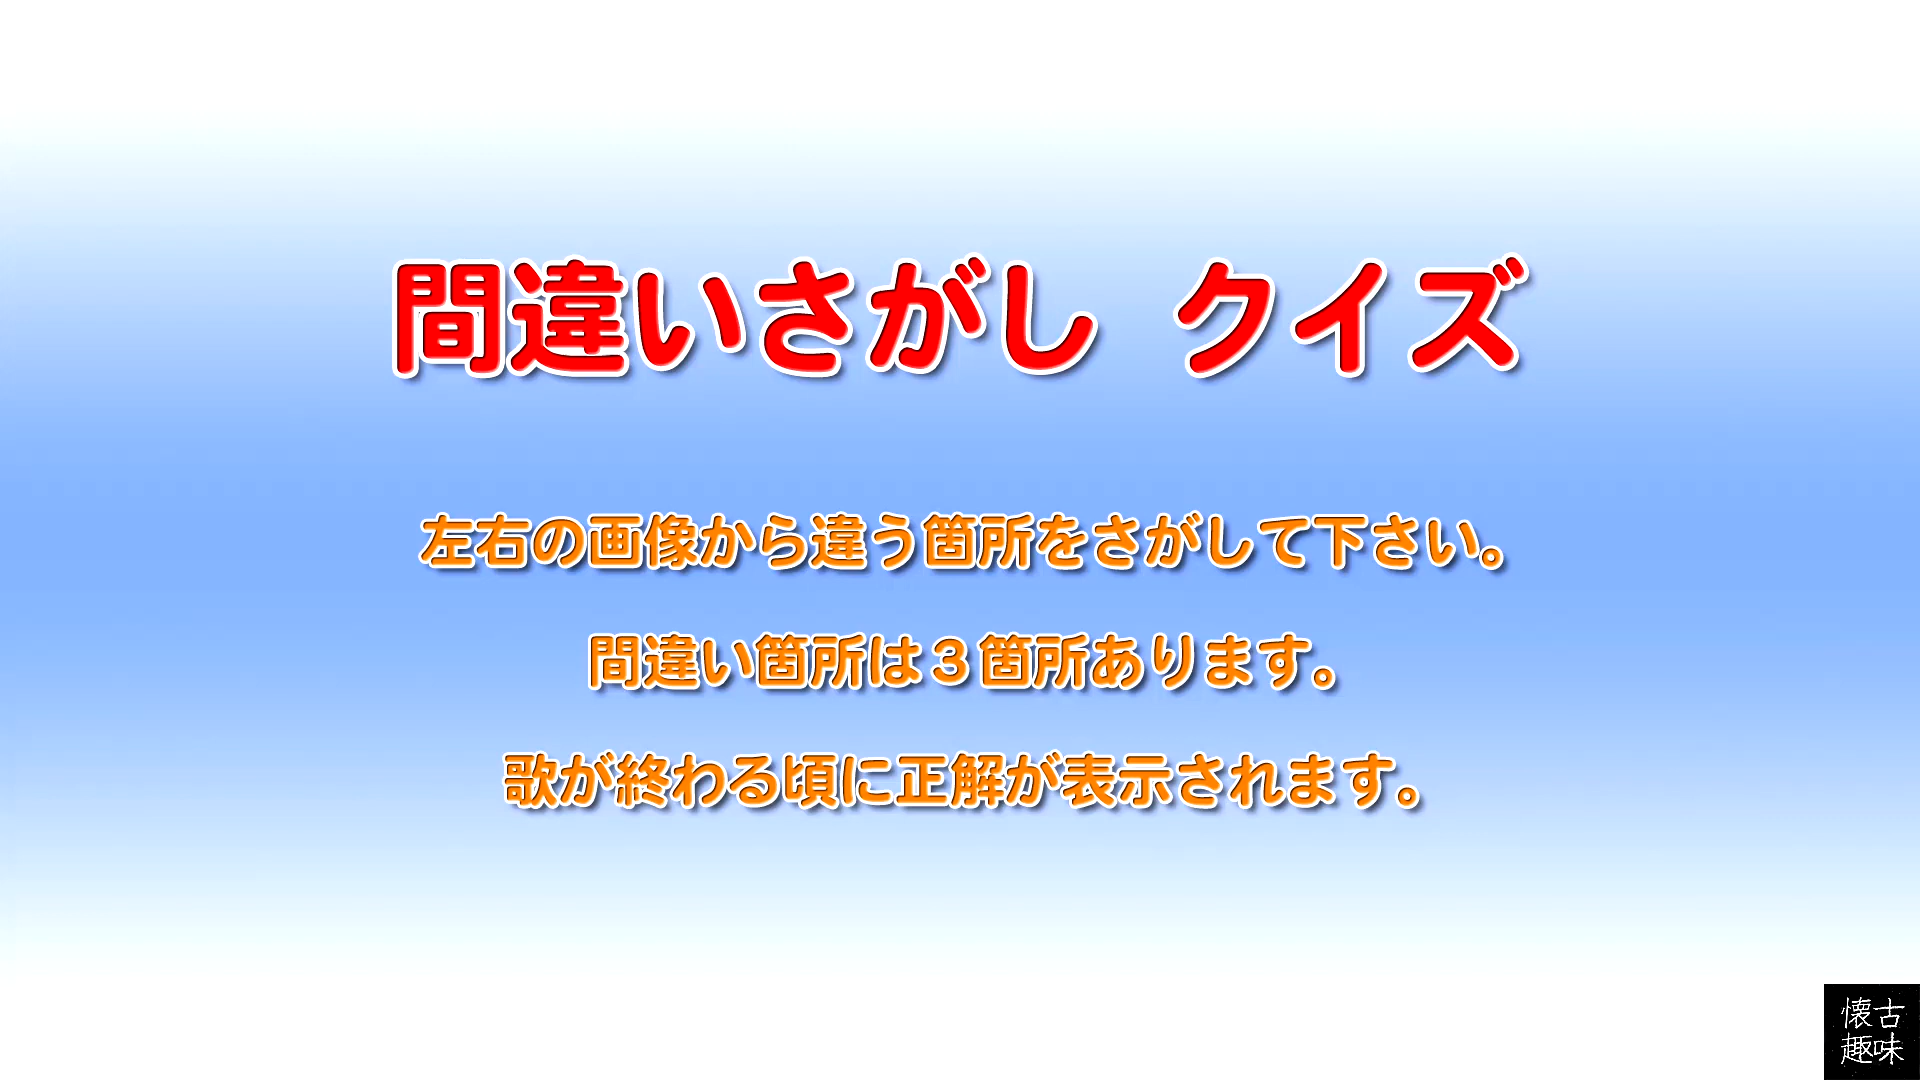 間違いさがし クイズ
左右の画像から違う箇所をさがして下さい。
間違い箇所は３箇所あります。
歌が終わる頃に正解が表示されます。
懐古
趣味